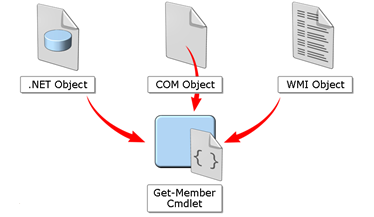 .NET Object
COM Object
WMI Object
{ }
Get-Member
Cmdlet